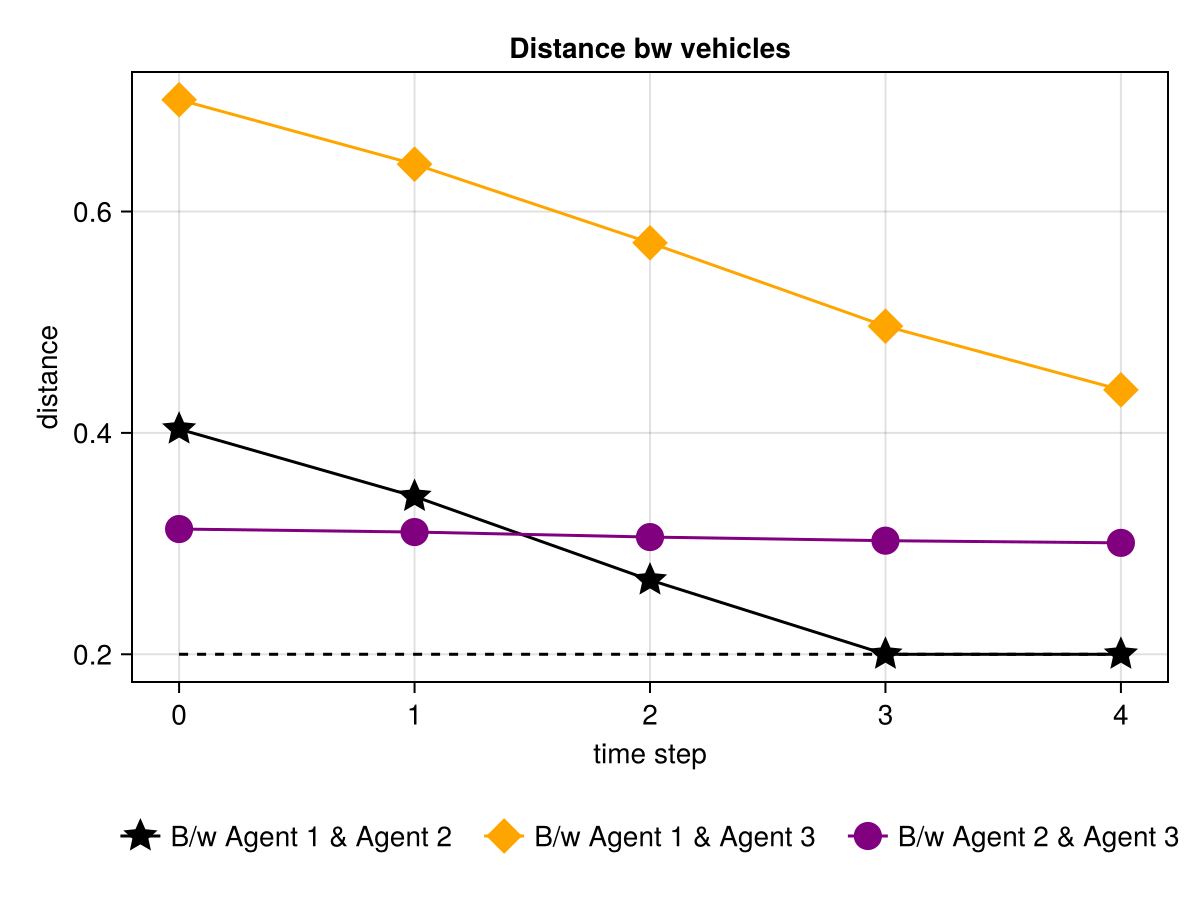 Distance bw vehicles
distance
0.6
0.4
0.2
0 1 2 3 4
time step
B/w Agent 1 & Agent 2 B/w Agent 1 & Agent 3 B/w Agent 2 & Agent 3